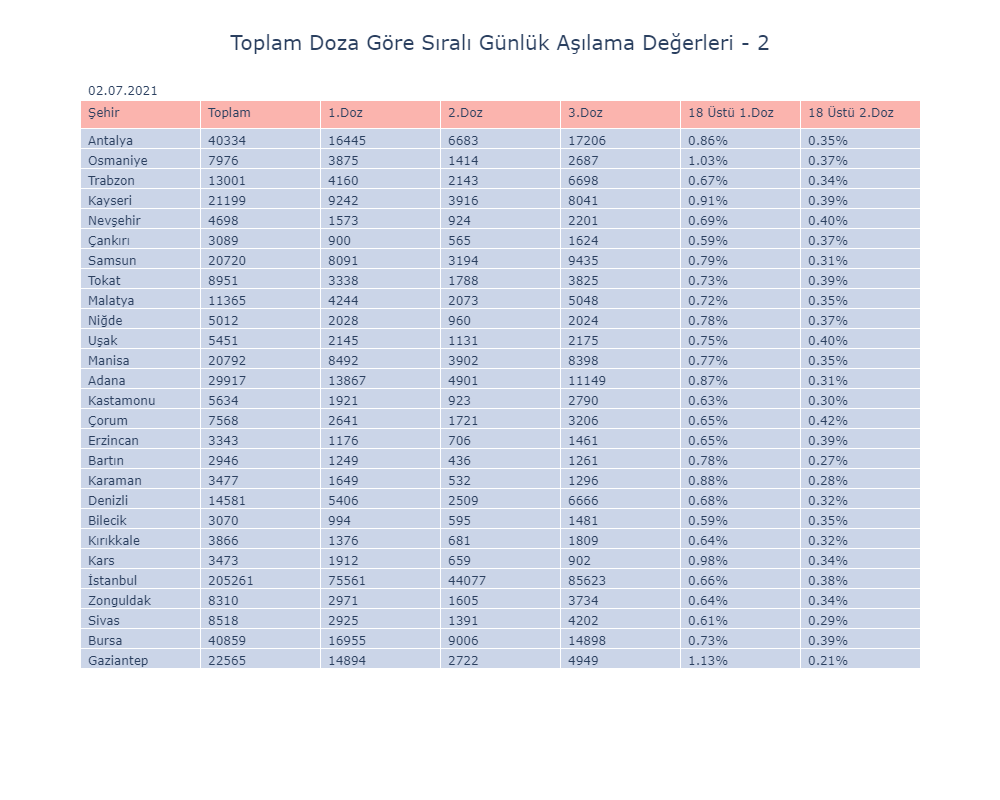 Toplam Doza Göre Sıralı Günlük Aşılama Değerleri - 2
02.07.2021
Şehir Toplam 1.Doz 2.Doz 3.Doz 18 Üstü 1.Doz 18 Üstü 2.Doz
Antalya 40334 16445 6683 17206 0.86% 0.35%
Osmaniye 7976 3875 1414 2687 1.03% 0.37%
Trabzon 13001 4160 2143 6698 0.67% 0.34%
Kayseri 21199 9242 3916 8041 0.91% 0.39%
Nevşehir 4698 1573 924 2201 0.69% 0.40%
Çankırı 3089 900 565 1624 0.59% 0.37%
Samsun 20720 8091 3194 9435 0.79% 0.31%
Tokat 8951 3338 1788 3825 0.73% 0.39%
Malatya 11365 4244 2073 5048 0.72% 0.35%
Niğde 5012 2028 960 2024 0.78% 0.37%
Uşak 5451 2145 1131 2175 0.75% 0.40%
Manisa 20792 8492 3902 8398 0.77% 0.35%
Adana 29917 13867 4901 11149 0.87% 0.31%
Kastamonu 5634 1921 923 2790 0.63% 0.30%
Çorum 7568 2641 1721 3206 0.65% 0.42%
Erzincan 3343 1176 706 1461 0.65% 0.39%
Bartın 2946 1249 436 1261 0.78% 0.27%
Karaman 3477 1649 532 1296 0.88% 0.28%
Denizli 14581 5406 2509 6666 0.68% 0.32%
Bilecik 3070 994 595 1481 0.59% 0.35%
Kırıkkale 3866 1376 681 1809 0.64% 0.32%
Kars 3473 1912 659 902 0.98% 0.34%
İstanbul 205261 75561 44077 85623 0.66% 0.38%
Zonguldak 8310 2971 1605 3734 0.64% 0.34%
Sivas 8518 2925 1391 4202 0.61% 0.29%
Bursa 40859 16955 9006 14898 0.73% 0.39%
Gaziantep 22565 14894 2722 4949 1.13% 0.21%